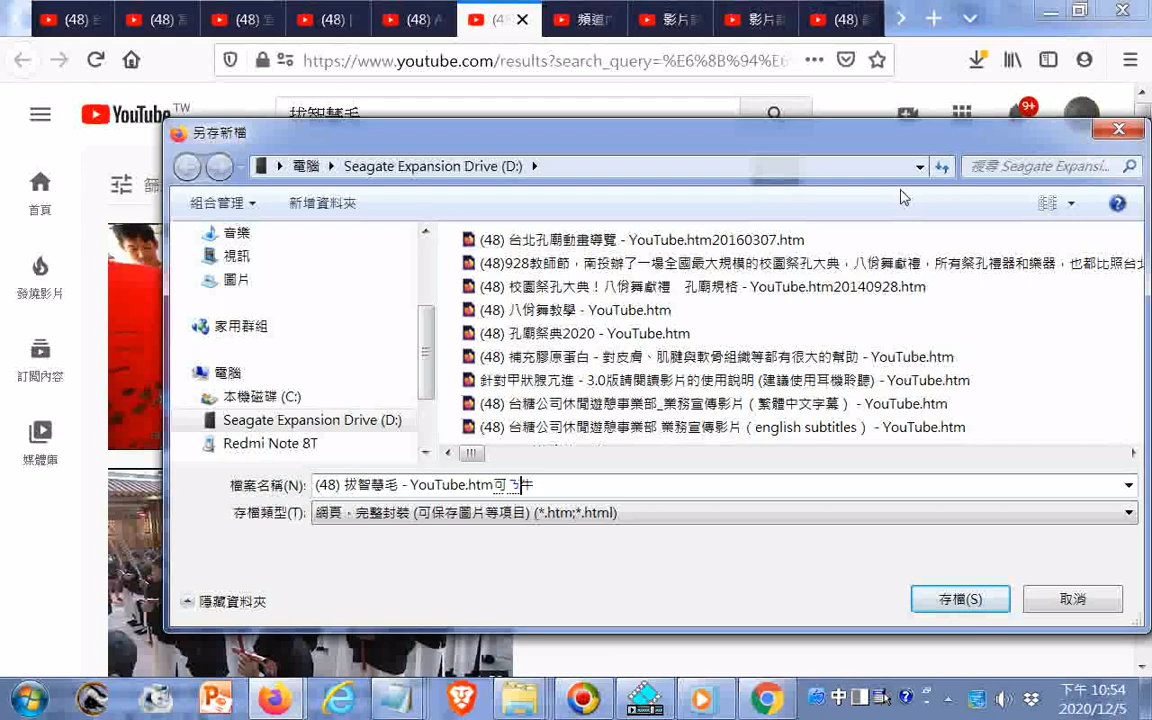 (48)
(48)
(48)
(48) |
(48) A
(4
頻道
影片
影片
(48)
https://www.youtube.com/results?search_query=%E6%8B%94%E6
YouTube TW
拔智慧毛
9+
首頁
發燒影片
訂閱內容
媒體庫
另存新檔
電腦
Seagate Expansion Drive (D:)
搜尋 Seagate Expansi...
組合管理
新增資料夾
音樂
視訊
圖片
家用群組
電腦
本機磁碟 (C:)
Seagate Expansion Drive (D:)
Redmi Note 8T
(48) 台北孔廟動畫導覽 - YouTube.htm20160307.htm
(48)928教師節，南投辦了一場全國最大規模的校園祭孔大典，八佾舞獻禮，所有祭孔禮器和樂器，也都比照台
(48) 校園祭孔大典！八佾舞獻禮　孔廟規格 - YouTube.htm20140928.htm
(48) 八佾舞教學 - YouTube.htm
(48) 孔廟祭典2020 - YouTube.htm
(48) 補充膠原蛋白 - 對皮膚、肌腱與軟骨組織等都有很大的幫助 - YouTube.htm
針對甲狀腺亢進 - 3.0版請閱讀影片的使用說明 (建議使用耳機聆聽) - YouTube.htm
(48) 台糖公司休閒遊憩事業部_業務宣傳影片（繁體中文字幕） - YouTube.htm
(48) 台糖公司休閒遊憩事業部 業務宣傳影片（english subtitles） - YouTube.htm
檔案名稱(N):
(48) 拔智慧毛 - YouTube.htm可ㄋ牛
存檔類型(T):
網頁，完整封裝 (可保存圖片等項目) (*.htm;*.html)
隱藏資料夾
存檔(S)
取消
中
下午 10:54
2020/12/5